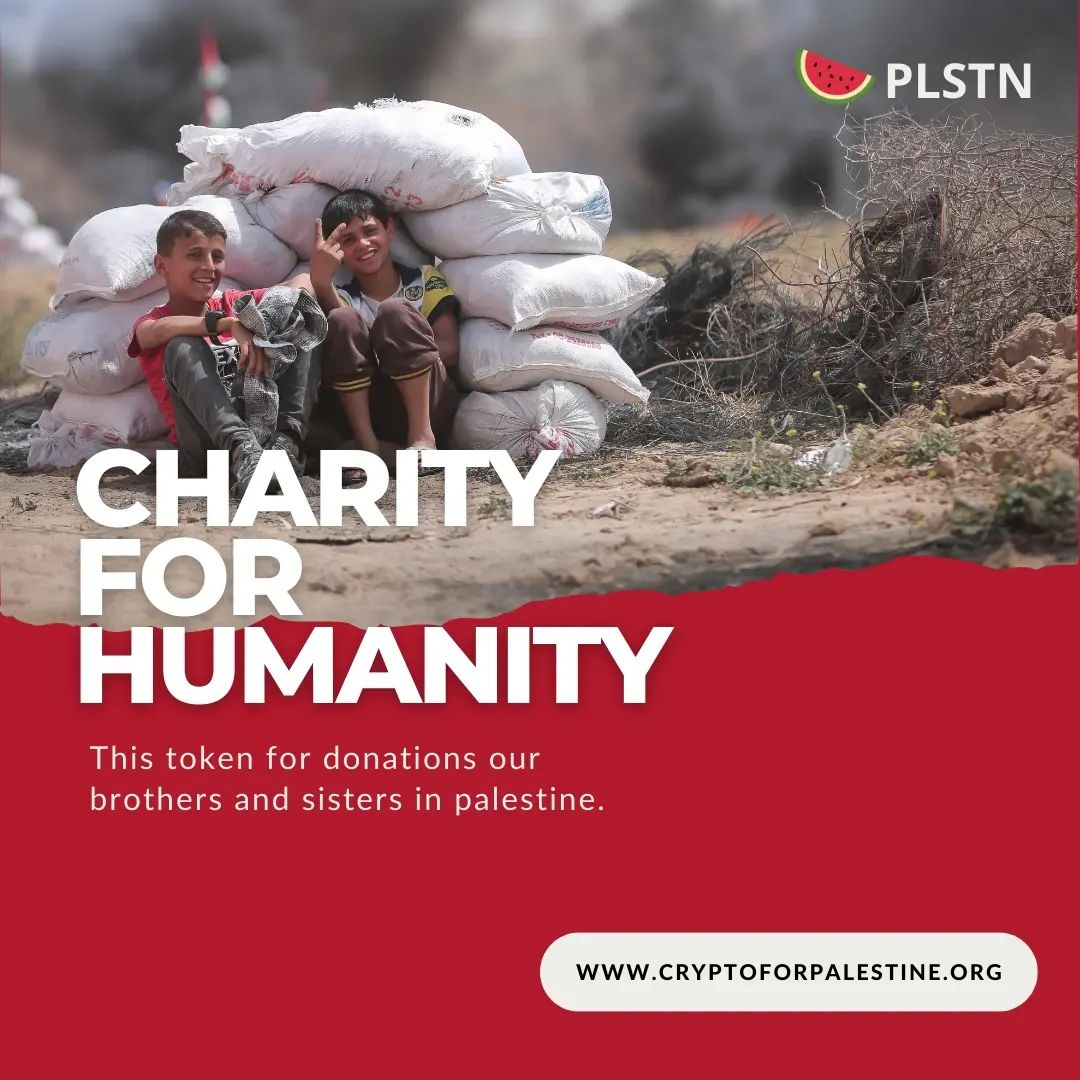 PLSTN
CHARITY
FOR
HUMANITY
This token for donations our
brothers and sisters in palestine.
WWW.CRYPTOFORPALESTINE.ORG